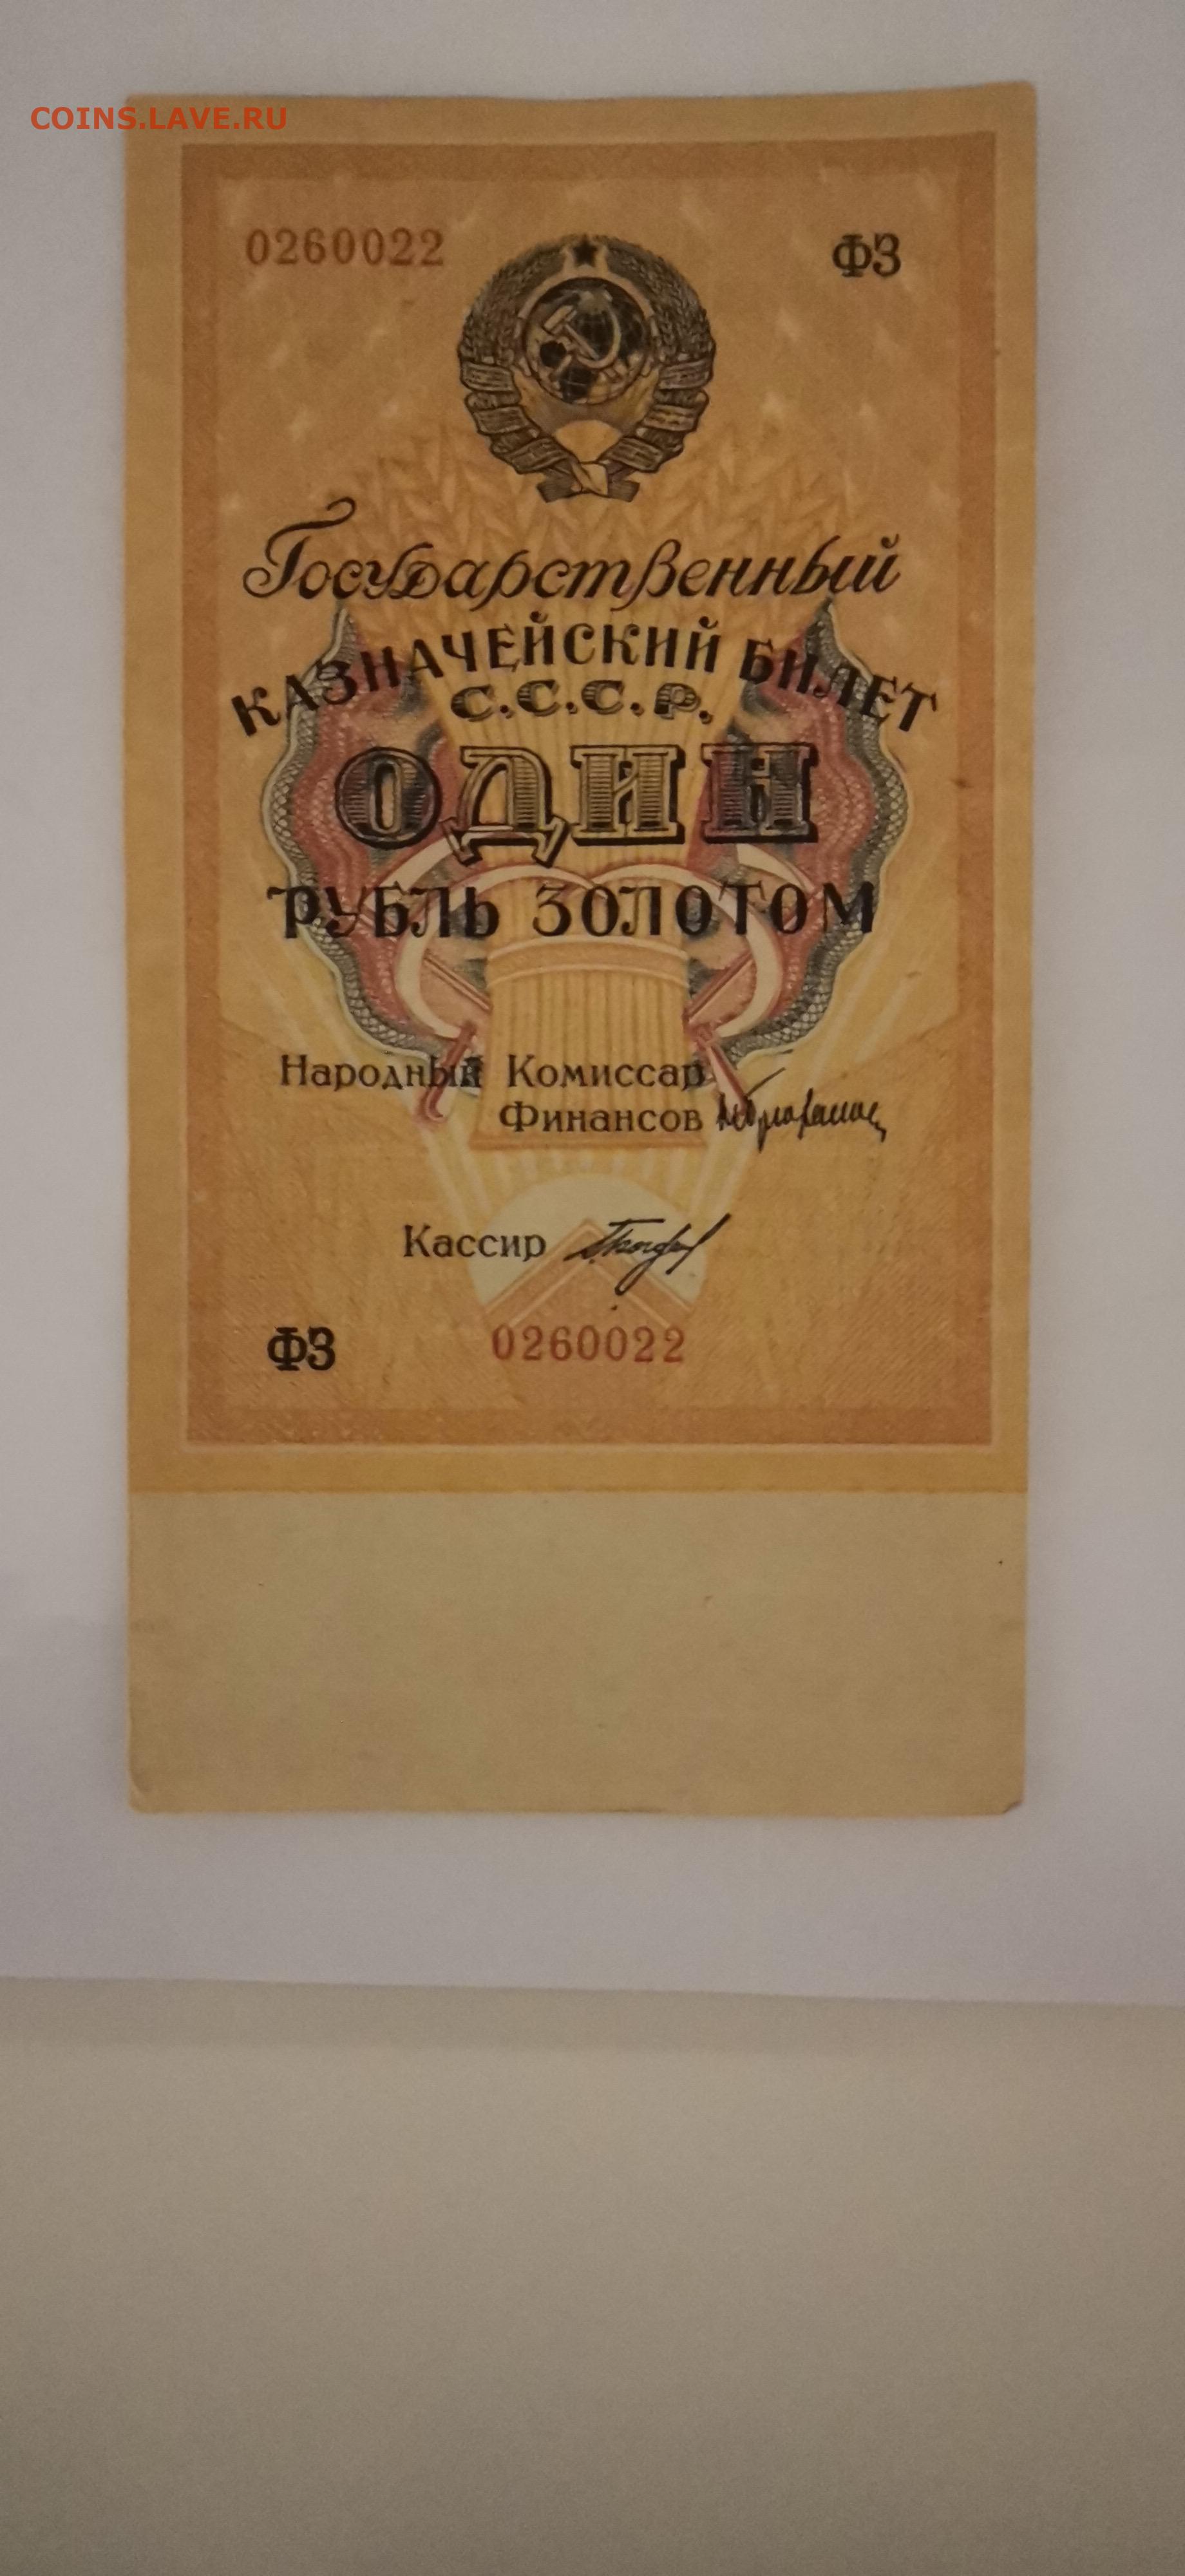 COINS.LAVE.RU
0260022 ФЗ
Государственный
КАЗНАЧЕЙСКИЙ БИЛЕТ
С.С.С.Р.
ОДИН
РУБЛЬ ЗОЛОТОМ
Народный Комиссар
Финансов
Кассир
ФЗ 0260022